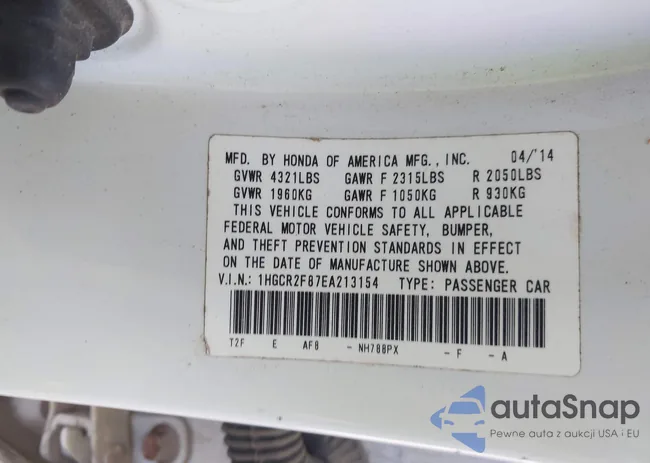 MFD. BY HONDA OF AMERICA MFG., INC. 04/'14
GVWR 4321LBS GAWR F 2315LBS R 2050LBS
GVWR 1960KG GAWR F 1050KG R 930KG
THIS VEHICLE CONFORMS TO ALL APPLICABLE
FEDERAL MOTOR VEHICLE SAFETY, BUMPER,
AND THEFT PREVENTION STANDARDS IN EFFECT
ON THE DATE OF MANUFACTURE SHOWN ABOVE.
V.I.N.: 1HGCR2F87EA213154 TYPE: PASSENGER CAR
T2F E AF8 - NH788PX - F - A
autaSnap
Pewne auta z aukcji USA i EU